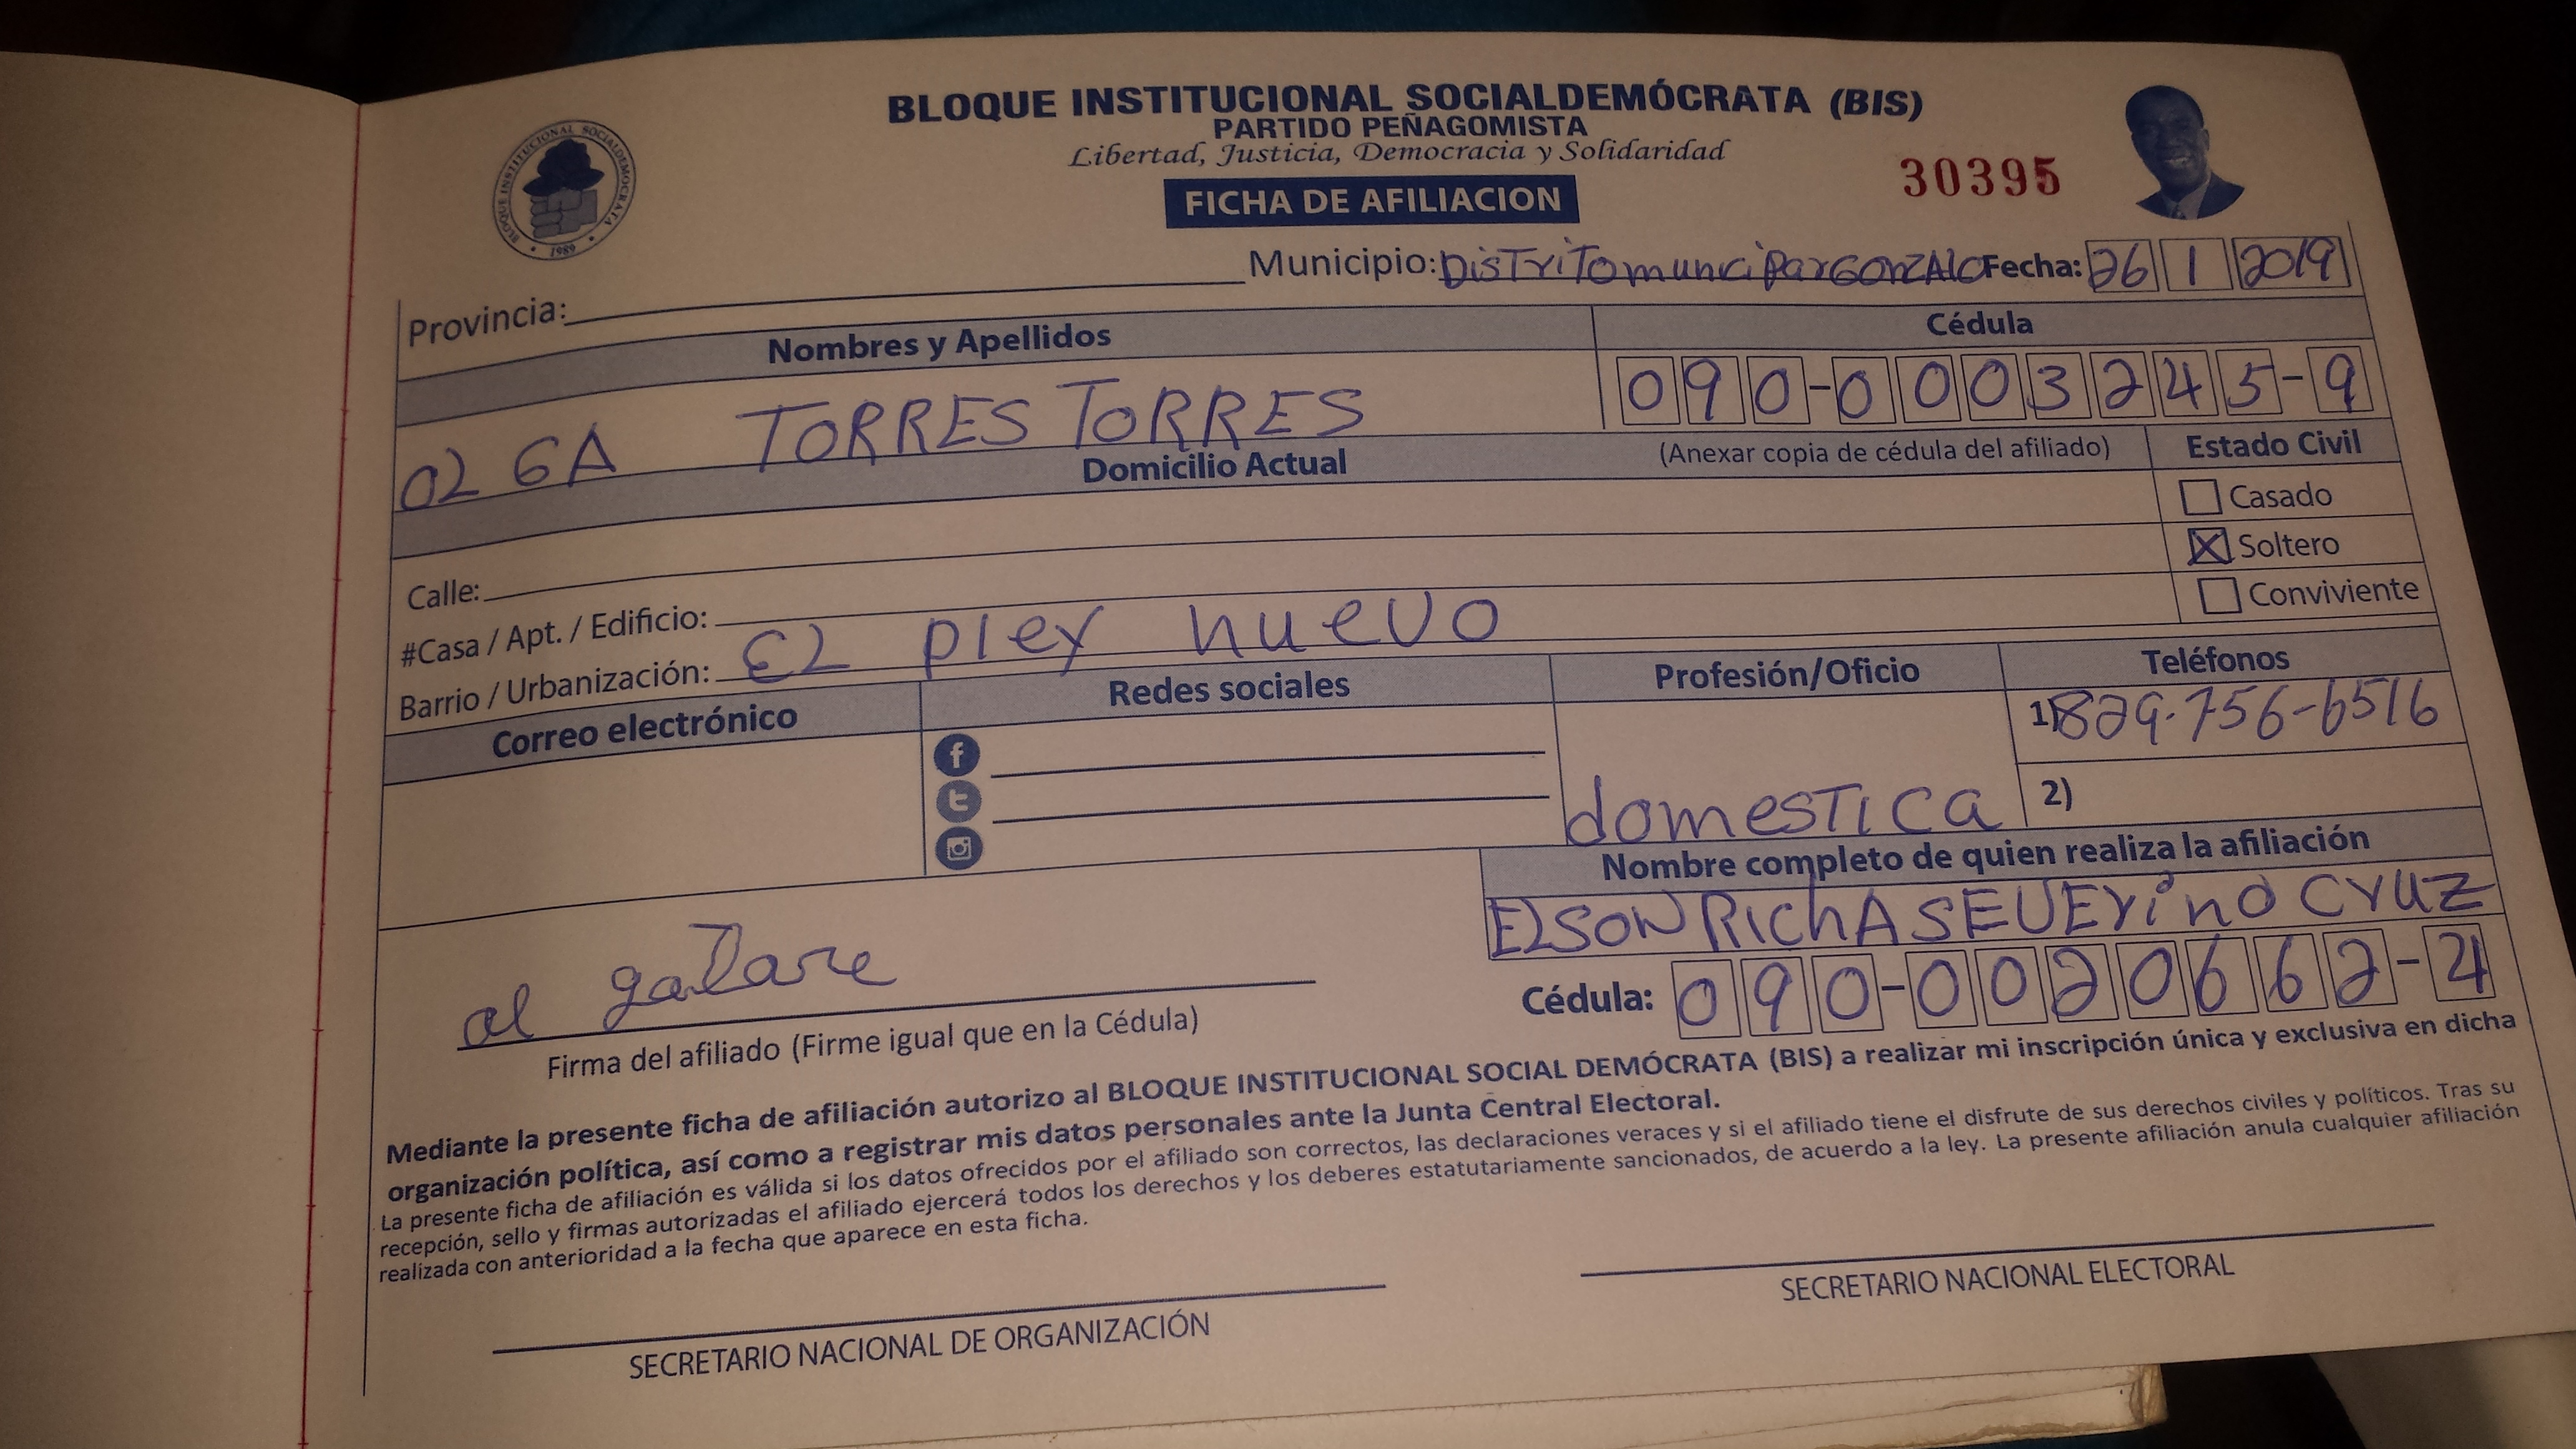 BLOQUE INSTITUCIONAL SOCIALDEMÓCRATA (BIS)
PARTIDO PEÑAGOMISTA
Libertad, Justicia, Democracia y Solidaridad
FICHA DE AFILIACION
30395
BLOQUE INSTITUCIONAL SOCIALDEMOCRATA
• 1989 •
Provincia:
Municipio: DisTriTo municiPar GONZALO Fecha: 26 1 2019
Nombres y Apellidos Cédula
OLGA TORRES TORRES 090-0003245-9
Domicilio Actual (Anexar copia de cédula del afiliado) Estado Civil
Casado
Calle: Soltero
#Casa / Apt. / Edificio: Conviviente
Barrio / Urbanización: EL pley nuevo
Correo electrónico Redes sociales Profesión/Oficio Teléfonos
1) 829-756-6516
domesTICa 2)
Nombre completo de quien realiza la afiliación
ELSON RIChA SEVErino CruZ
Cédula: 090-0020662-4
Firma del afiliado (Firme igual que en la Cédula)
Mediante la presente ficha de afiliación autorizo al BLOQUE INSTITUCIONAL SOCIAL DEMÓCRATA (BIS) a realizar mi inscripción única y exclusiva en dicha
organización política, así como a registrar mis datos personales ante la Junta Central Electoral.
La presente ficha de afiliación es válida si los datos ofrecidos por el afiliado son correctos, las declaraciones veraces y si el afiliado tiene el disfrute de sus derechos civiles y políticos. Tras su
recepción, sello y firmas autorizadas el afiliado ejercerá todos los derechos y los deberes estatutariamente sancionados, de acuerdo a la ley. La presente afiliación anula cualquier afiliación
realizada con anterioridad a la fecha que aparece en esta ficha.
SECRETARIO NACIONAL DE ORGANIZACIÓN
SECRETARIO NACIONAL ELECTORAL